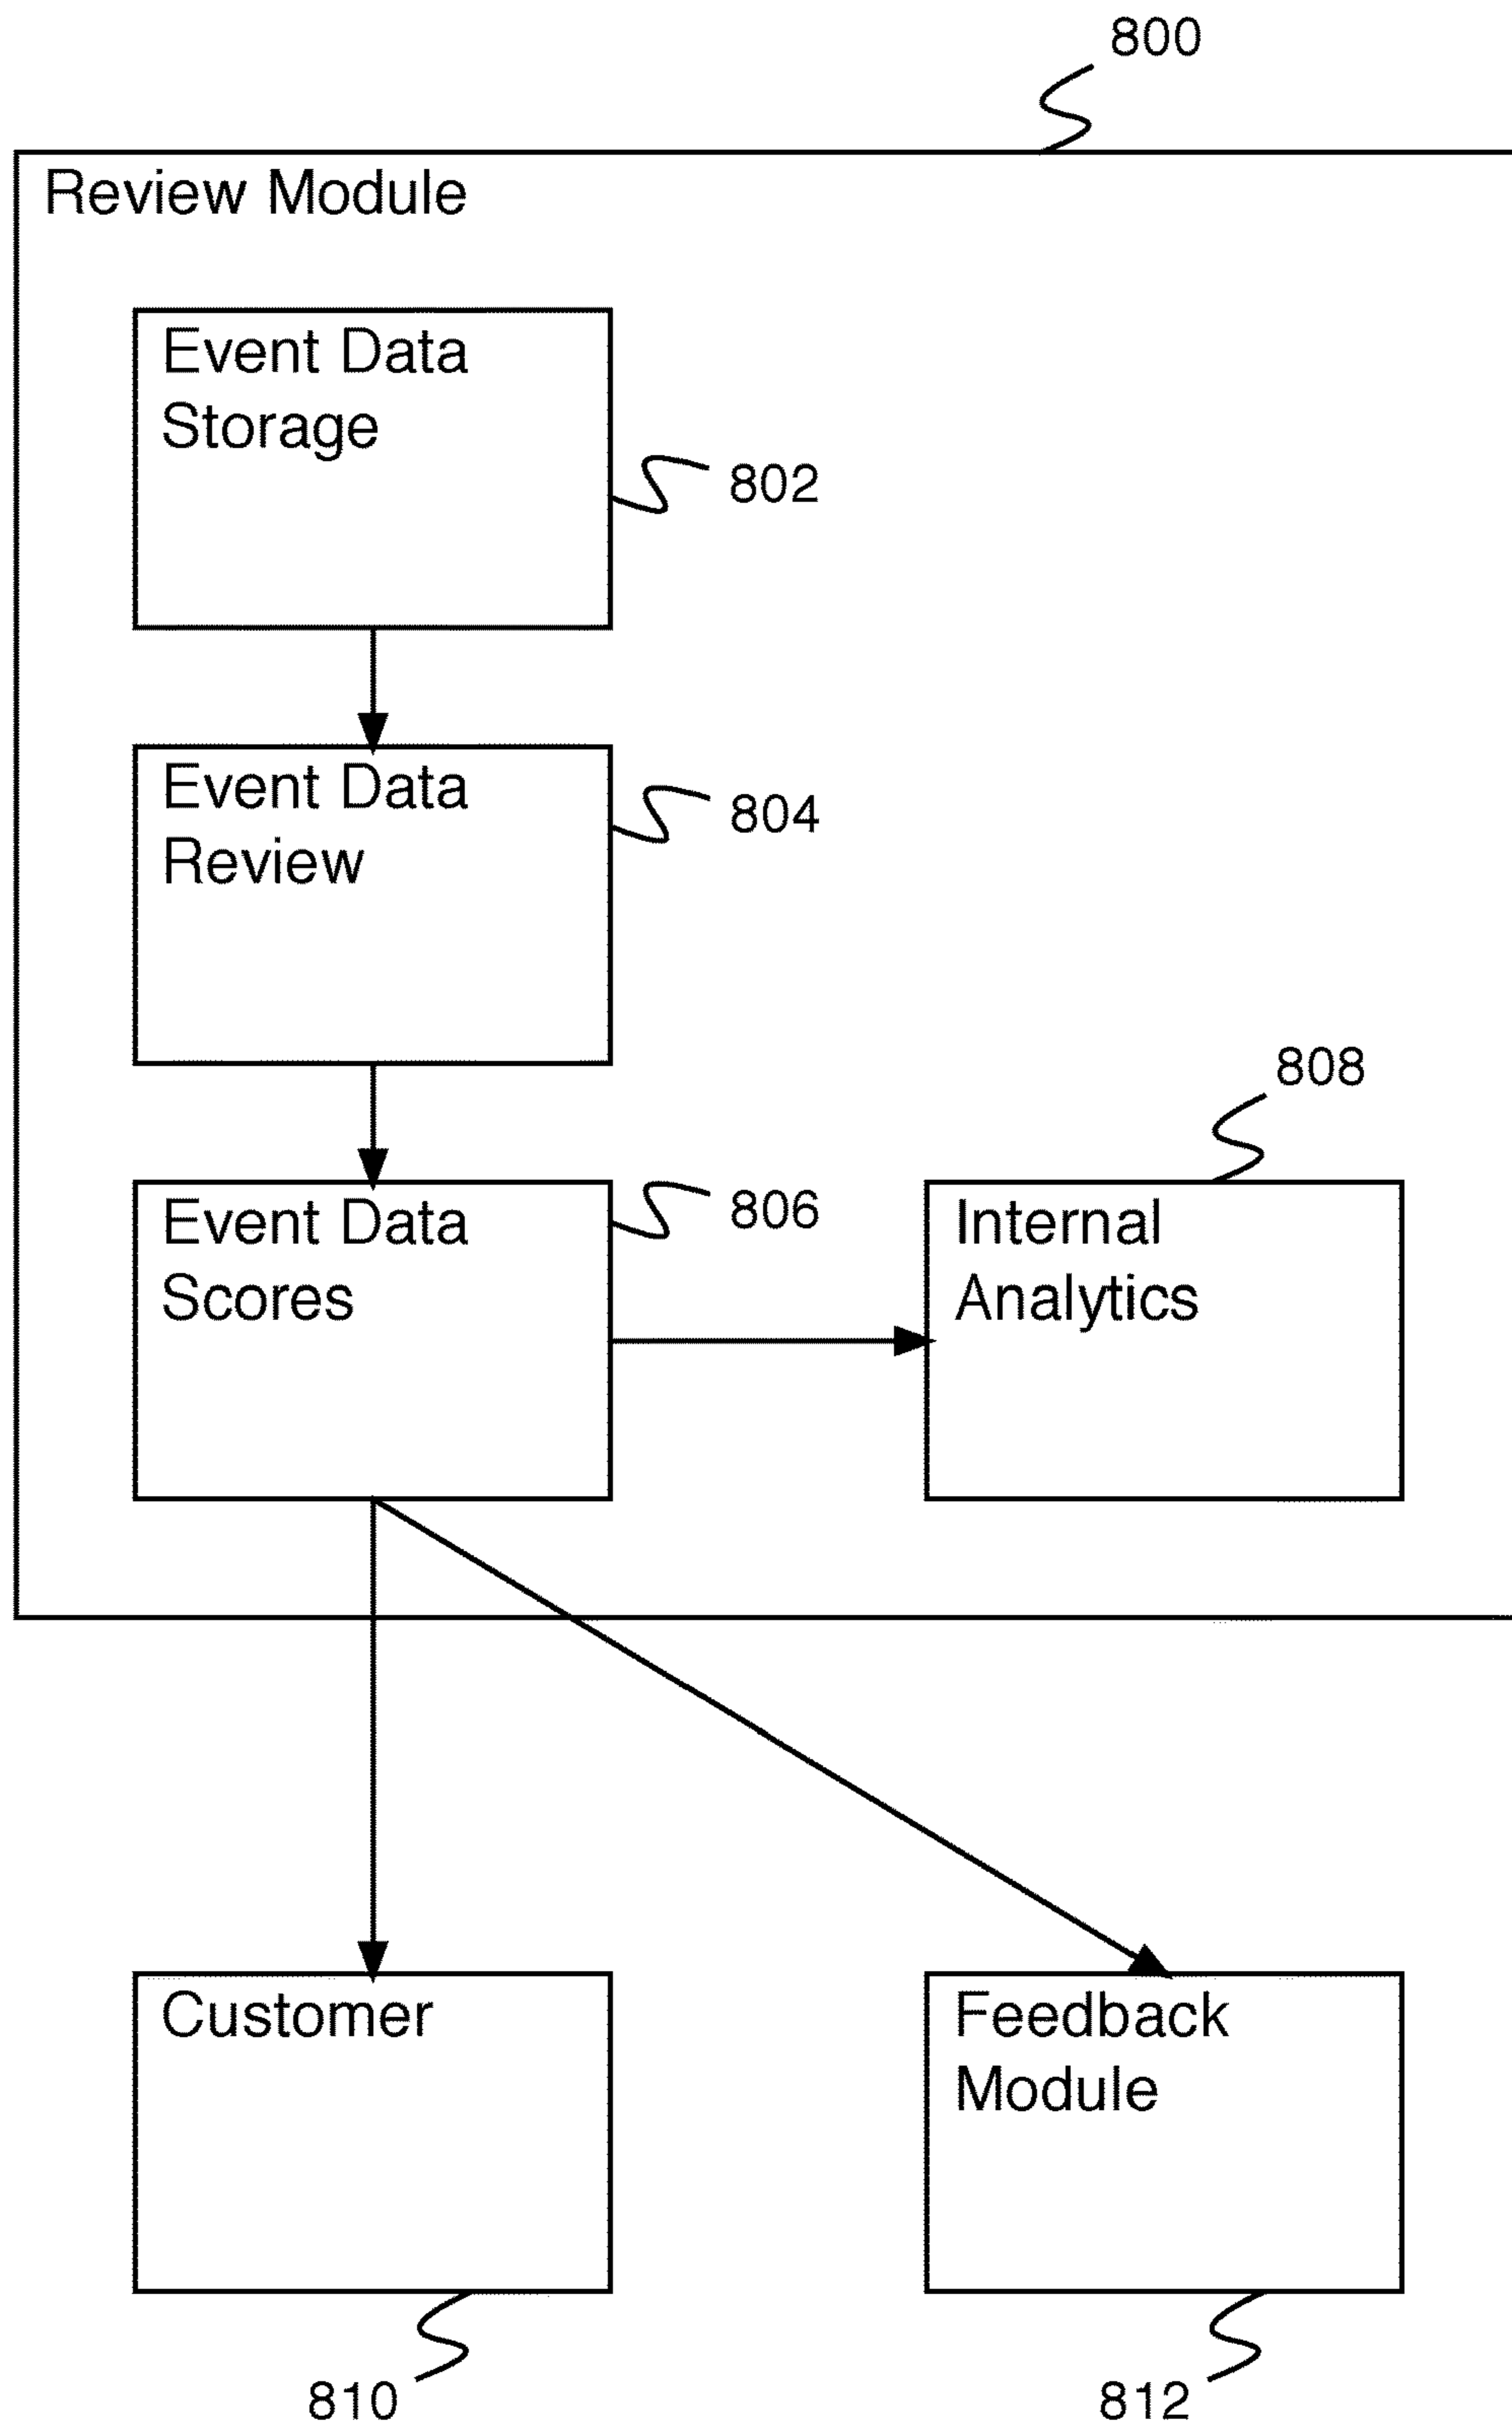 800
Review Module
Event Data
Storage
802
Event Data
Review
804
808
Event Data
Scores
806
Internal
Analytics
Customer
Feedback
Module
810
812